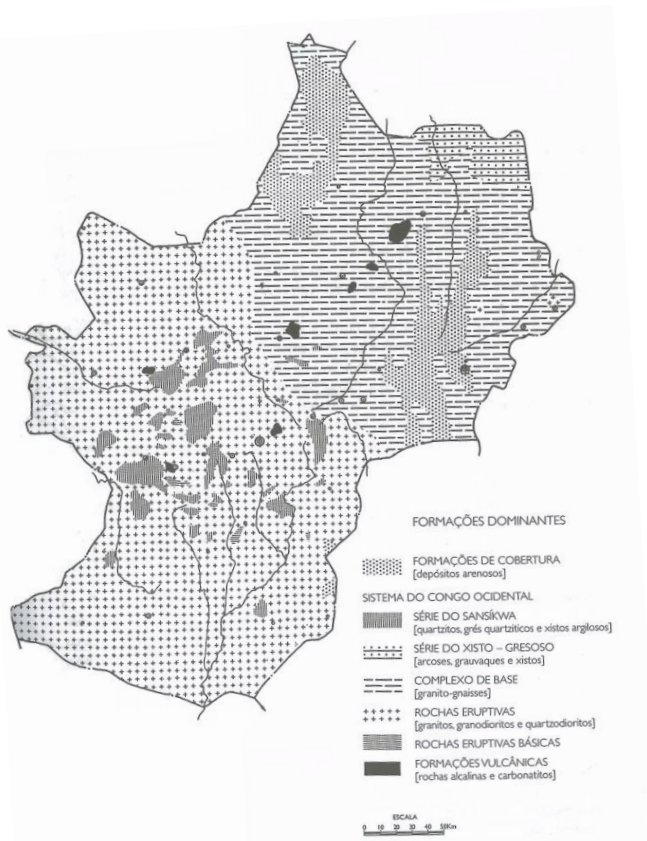 FORMAÇÕES DOMINANTES
FORMAÇÕES DE COBERTURA
[depósitos arenosos]
SISTEMA DO CONGO OCIDENTAL
SÉRIE DO SANSÍKWA
[quartzitos, grés quartzíticos e xistos argilosos]
SÉRIE DO XISTO – GRESOSO
[arcoses, grauvaques e xistos]
COMPLEXO DE BASE
[granito-gnaisses]
ROCHAS ERUPTIVAS
[granitos, granodioritos e quartzodioritos]
ROCHAS ERUPTIVAS BÁSICAS
FORMAÇÕES VULCÂNICAS
[rochas alcalinas e carbonatitos]
ESCALA
0 10 20 30 40 50Km